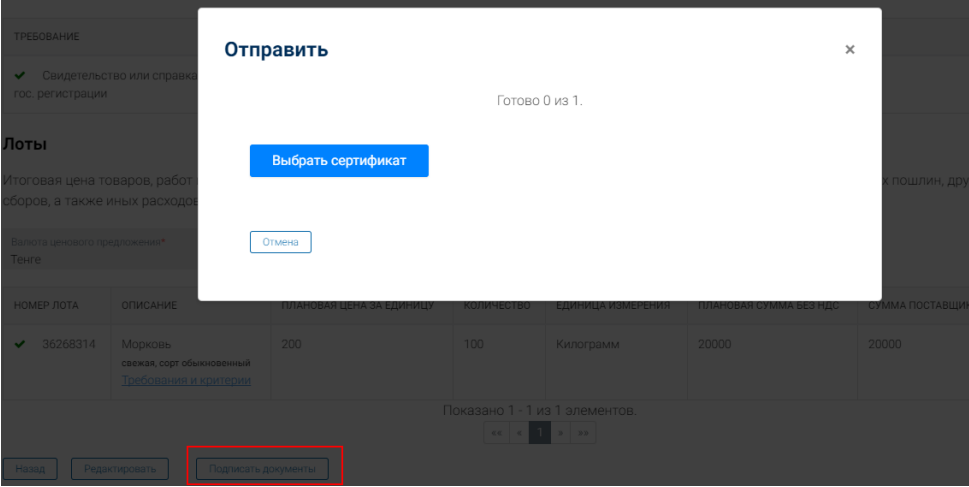 Отправить
×
Готово 0 из 1.
Выбрать сертификат
Отмена
ТРЕБОВАНИЕ
Свидетельство или справка
гос. регистрации
Лоты
Итоговая цена товаров, работ
х пошлин, дру
сборов, а также иных расходов
Валюта ценового предложения*
Тенге
НОМЕР ЛОТА ОПИСАНИЕ ПЛАНОВАЯ ЦЕНА ЗА ЕДИНИЦУ КОЛИЧЕСТВО ЕДИНИЦА ИЗМЕРЕНИЯ ПЛАНОВАЯ СУММА БЕЗ НДС СУММА ПОСТАВЩИК
36268314 Морковь 200 100 Килограмм 20000 20000
свежая, сорт обыкновенный
Требования и критерии
Показано 1 - 1 из 1 элементов.
«« « 1 » »»
Назад Редактировать Подписать документы